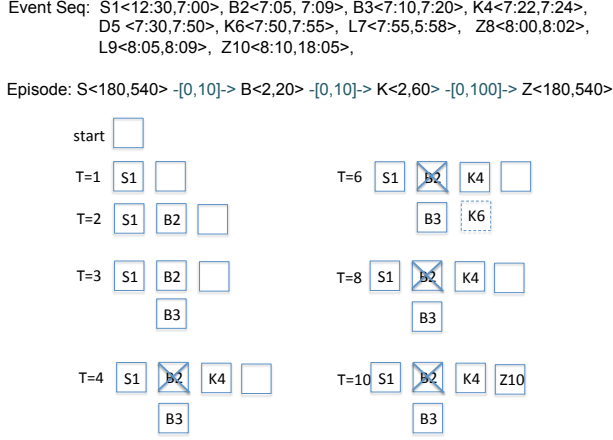 Event Seq: S1<12:30,7:00>, B2<7:05, 7:09>, B3<7:10,7:20>, K4<7:22,7:24>,
D5 <7:30,7:50>, K6<7:50,7:55>, L7<7:55,5:58>, Z8<8:00,8:02>,
L9<8:05,8:09>, Z10<8:10,18:05>,
Episode: S<180,540> -[0,10]-> B<2,20> -[0,10]-> K<2,60> -[0,100]-> Z<180,540>
start
T=1 S1
T=2 S1 B2
T=3 S1 B2
B3
T=4 S1 B2 K4
B3
T=6 S1 B2 K4
B3 K6
T=8 S1 B2 K4
B3
T=10 S1 B2 K4 Z10
B3